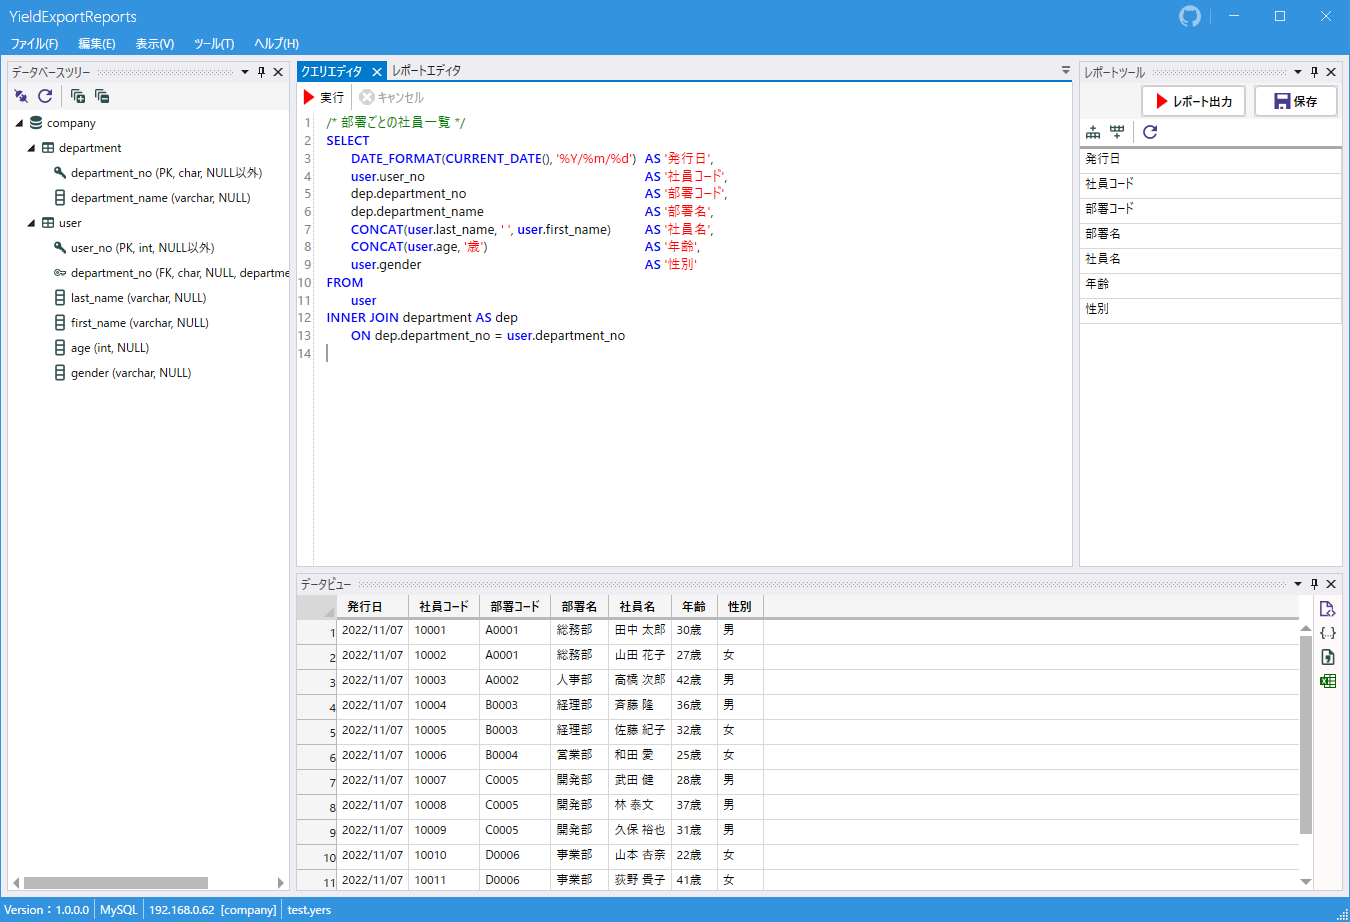 YieldExportReports
ファイル(F) 編集(E) 表示(V) ツール(T) ヘルプ(H)
データベースツリー
company
department
department_no (PK, char, NULL以外)
department_name (varchar, NULL)
user
user_no (PK, int, NULL以外)
department_no (FK, char, NULL, departme
last_name (varchar, NULL)
first_name (varchar, NULL)
age (int, NULL)
gender (varchar, NULL)
クエリエディタ レポートエディタ
実行 キャンセル
1 /* 部署ごとの社員一覧 */
2 SELECT
3 DATE_FORMAT(CURRENT_DATE(), '%Y/%m/%d') AS '発行日',
4 user.user_no AS '社員コード',
5 dep.department_no AS '部署コード',
6 dep.department_name AS '部署名',
7 CONCAT(user.last_name, ' ', user.first_name) AS '社員名',
8 CONCAT(user.age, '歳') AS '年齢',
9 user.gender AS '性別'
10 FROM
11 user
12 INNER JOIN department AS dep
13 ON dep.department_no = user.department_no
14
レポートツール
レポート出力 保存
発行日
社員コード
部署コード
部署名
社員名
年齢
性別
データビュー
発行日 社員コード 部署コード 部署名 社員名 年齢 性別
1 2022/11/07 10001 A0001 総務部 田中 太郎 30歳 男
2 2022/11/07 10002 A0001 総務部 山田 花子 27歳 女
3 2022/11/07 10003 A0002 人事部 高橋 次郎 42歳 男
4 2022/11/07 10004 B0003 経理部 斉藤 隆 36歳 男
5 2022/11/07 10005 B0003 経理部 佐藤 紀子 32歳 女
6 2022/11/07 10006 B0004 営業部 和田 愛 25歳 女
7 2022/11/07 10007 C0005 開発部 武田 健 28歳 男
8 2022/11/07 10008 C0005 開発部 林 泰文 37歳 男
9 2022/11/07 10009 C0005 開発部 久保 裕也 31歳 男
10 2022/11/07 10010 D0006 事業部 山本 杏奈 22歳 女
11 2022/11/07 10011 D0006 事業部 荻野 貴子 41歳 女
Version：1.0.0.0 MySQL 192.168.0.62 [company] test.yers